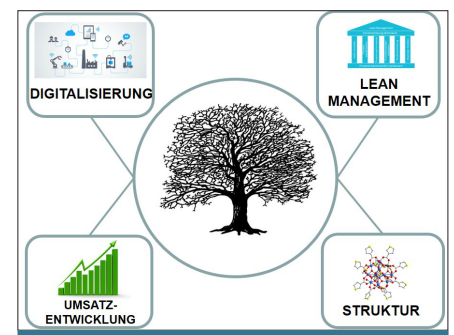 DIGITALISIERUNG
LEAN
MANAGEMENT
UMSATZ-
ENTWICKLUNG
STRUKTUR